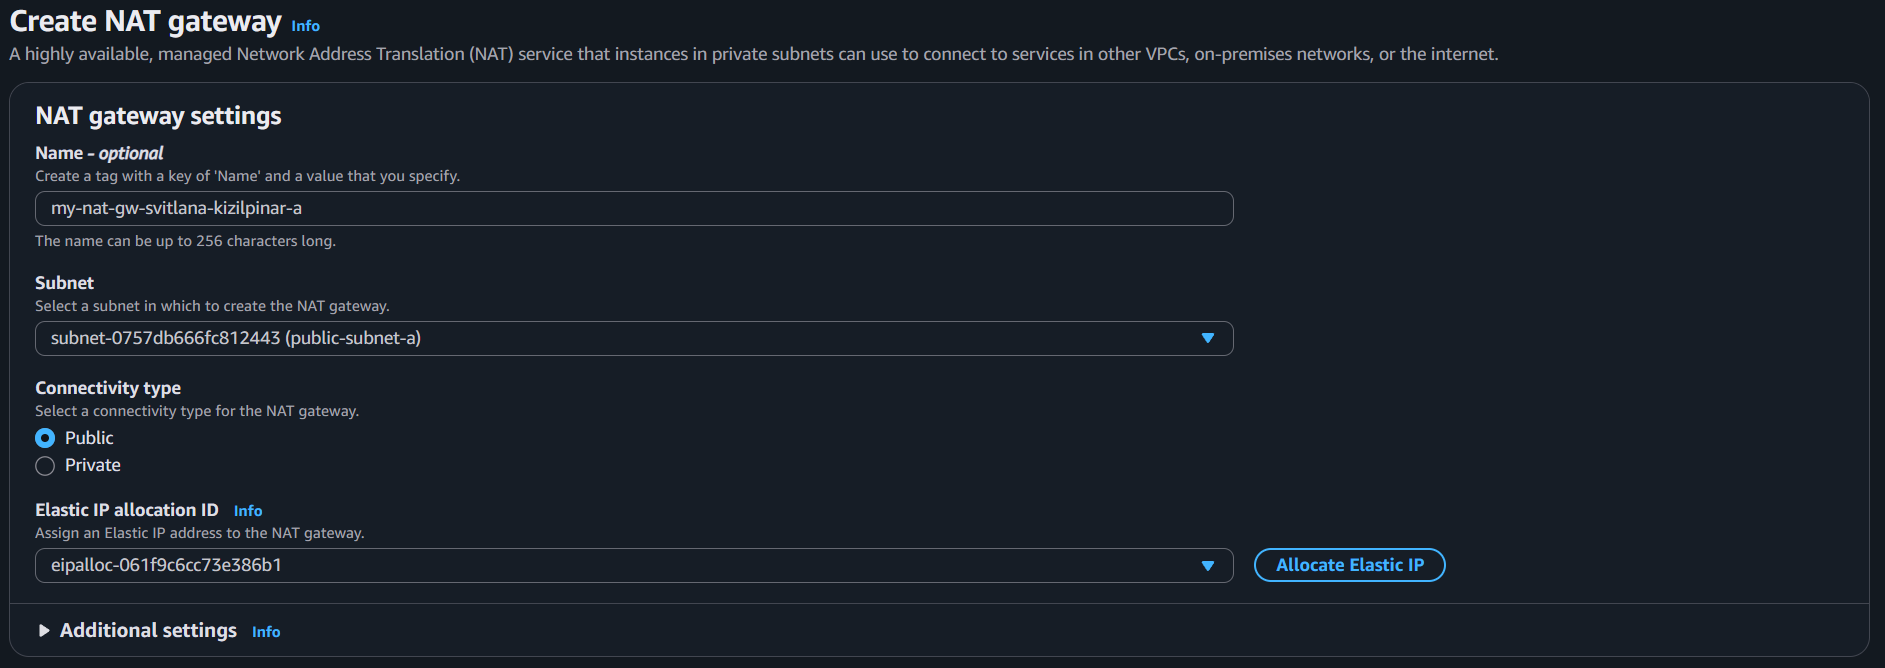 Create NAT gateway Info
A highly available, managed Network Address Translation (NAT) service that instances in private subnets can use to connect to services in other VPCs, on-premises networks, or the internet.
NAT gateway settings
Name - optional
Create a tag with a key of 'Name' and a value that you specify.
my-nat-gw-svitlana-kizilpinar-a
The name can be up to 256 characters long.
Subnet
Select a subnet in which to create the NAT gateway.
subnet-0757db666fc812443 (public-subnet-a)
Connectivity type
Select a connectivity type for the NAT gateway.
Public
Private
Elastic IP allocation ID Info
Assign an Elastic IP address to the NAT gateway.
eipalloc-061f9c6cc73e386b1 Allocate Elastic IP
Additional settings Info